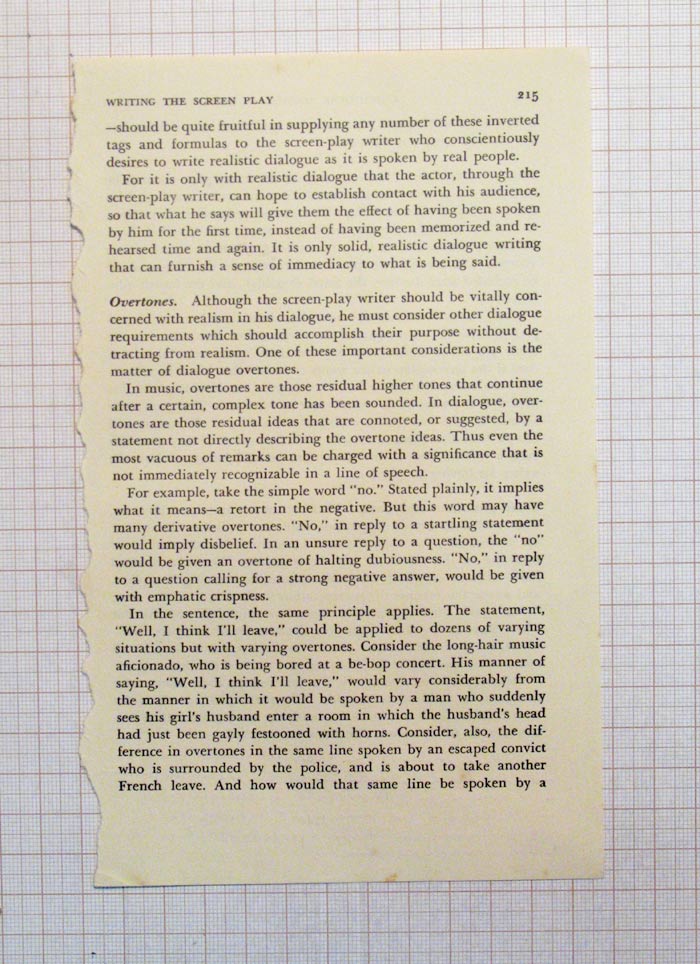 WRITING THE SCREEN PLAY 215
—should be quite fruitful in supplying any number of these inverted
tags and formulas to the screen-play writer who conscientiously
desires to write realistic dialogue as it is spoken by real people.
For it is only with realistic dialogue that the actor, through the
screen-play writer, can hope to establish contact with his audience,
so that what he says will give them the effect of having been spoken
by him for the first time, instead of having been memorized and re-
hearsed time and again. It is only solid, realistic dialogue writing
that can furnish a sense of immediacy to what is being said.
Overtones. Although the screen-play writer should be vitally con-
cerned with realism in his dialogue, he must consider other dialogue
requirements which should accomplish their purpose without de-
tracting from realism. One of these important considerations is the
matter of dialogue overtones.
In music, overtones are those residual higher tones that continue
after a certain, complex tone has been sounded. In dialogue, over-
tones are those residual ideas that are connoted, or suggested, by a
statement not directly describing the overtone ideas. Thus even the
most vacuous of remarks can be charged with a significance that is
not immediately recognizable in a line of speech.
For example, take the simple word "no." Stated plainly, it implies
what it means—a retort in the negative. But this word may have
many derivative overtones. "No," in reply to a startling statement
would imply disbelief. In an unsure reply to a question, the "no"
would be given an overtone of halting dubiousness. "No," in reply
to a question calling for a strong negative answer, would be given
with emphatic crispness.
In the sentence, the same principle applies. The statement,
"Well, I think I'll leave," could be applied to dozens of varying
situations but with varying overtones. Consider the long-hair music
aficionado, who is being bored at a be-bop concert. His manner of
saying, "Well, I think I'll leave," would vary considerably from
the manner in which it would be spoken by a man who suddenly
sees his girl's husband enter a room in which the husband's head
had just been gayly festooned with horns. Consider, also, the dif-
ference in overtones in the same line spoken by an escaped convict
who is surrounded by the police, and is about to take another
French leave. And how would that same line be spoken by a